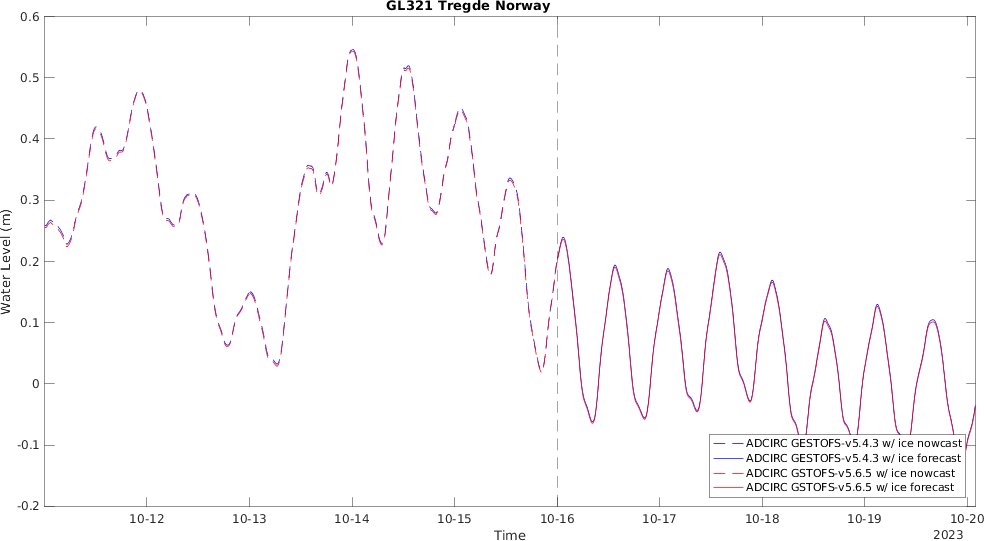 GL321 Tregde Norway
0.6
0.5
0.4
0.3
0.2
0.1
0
-0.1
-0.2
Water Level (m)
ADCIRC GESTOFS-v5.4.3 w/ ice nowcast
ADCIRC GESTOFS-v5.4.3 w/ ice forecast
ADCIRC GSTOFS-v5.6.5 w/ ice nowcast
ADCIRC GSTOFS-v5.6.5 w/ ice forecast
10-12 10-13 10-14 10-15 10-16 10-17 10-18 10-19 10-20
Time
2023